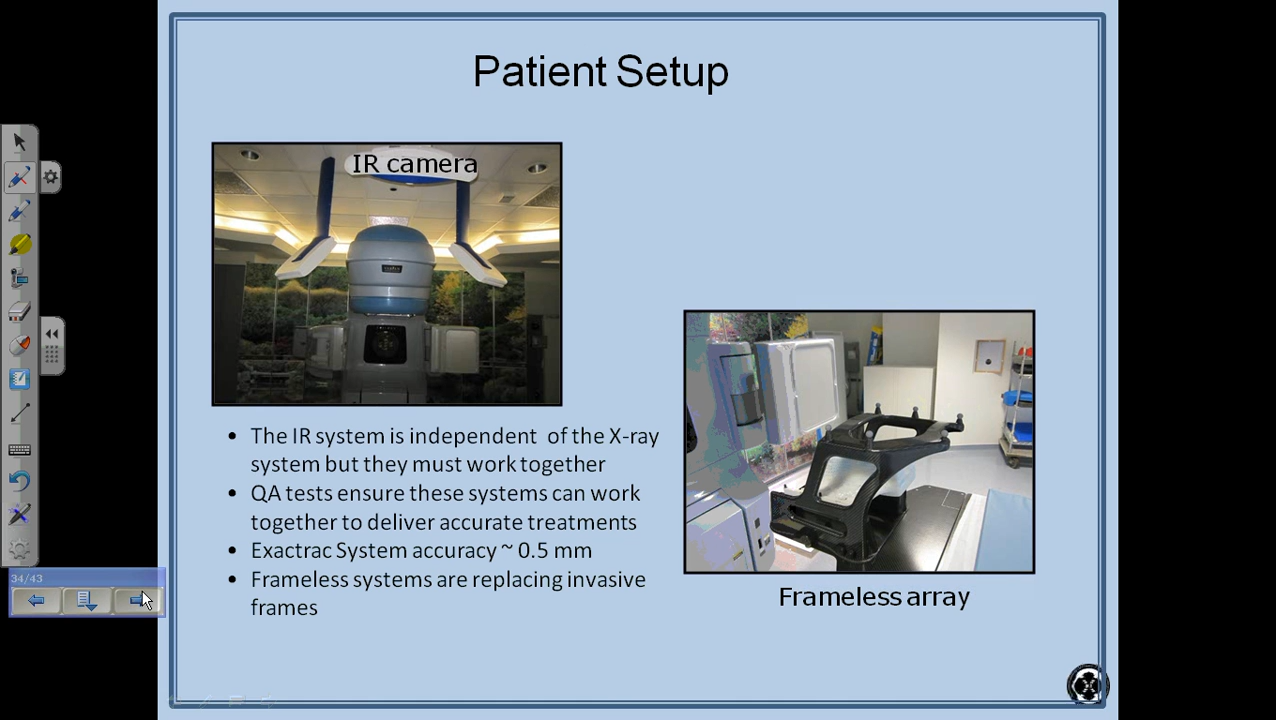 Patient Setup
IR camera
• The IR system is independent of the X-ray
system but they must work together
• QA tests ensure these systems can work
together to deliver accurate treatments
• Exactrac System accuracy ~ 0.5 mm
• Frameless systems are replacing invasive
frames
Frameless array
34/43